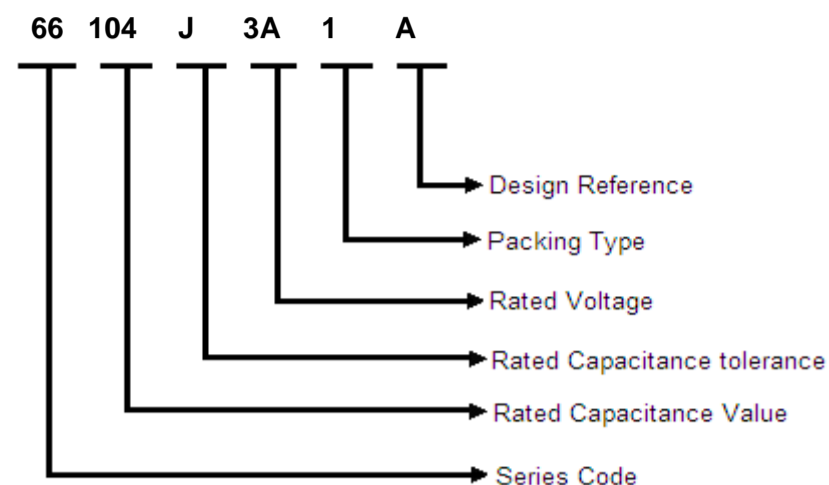 66 104 J 3A 1 A
Design Reference
Packing Type
Rated Voltage
Rated Capacitance tolerance
Rated Capacitance Value
Series Code